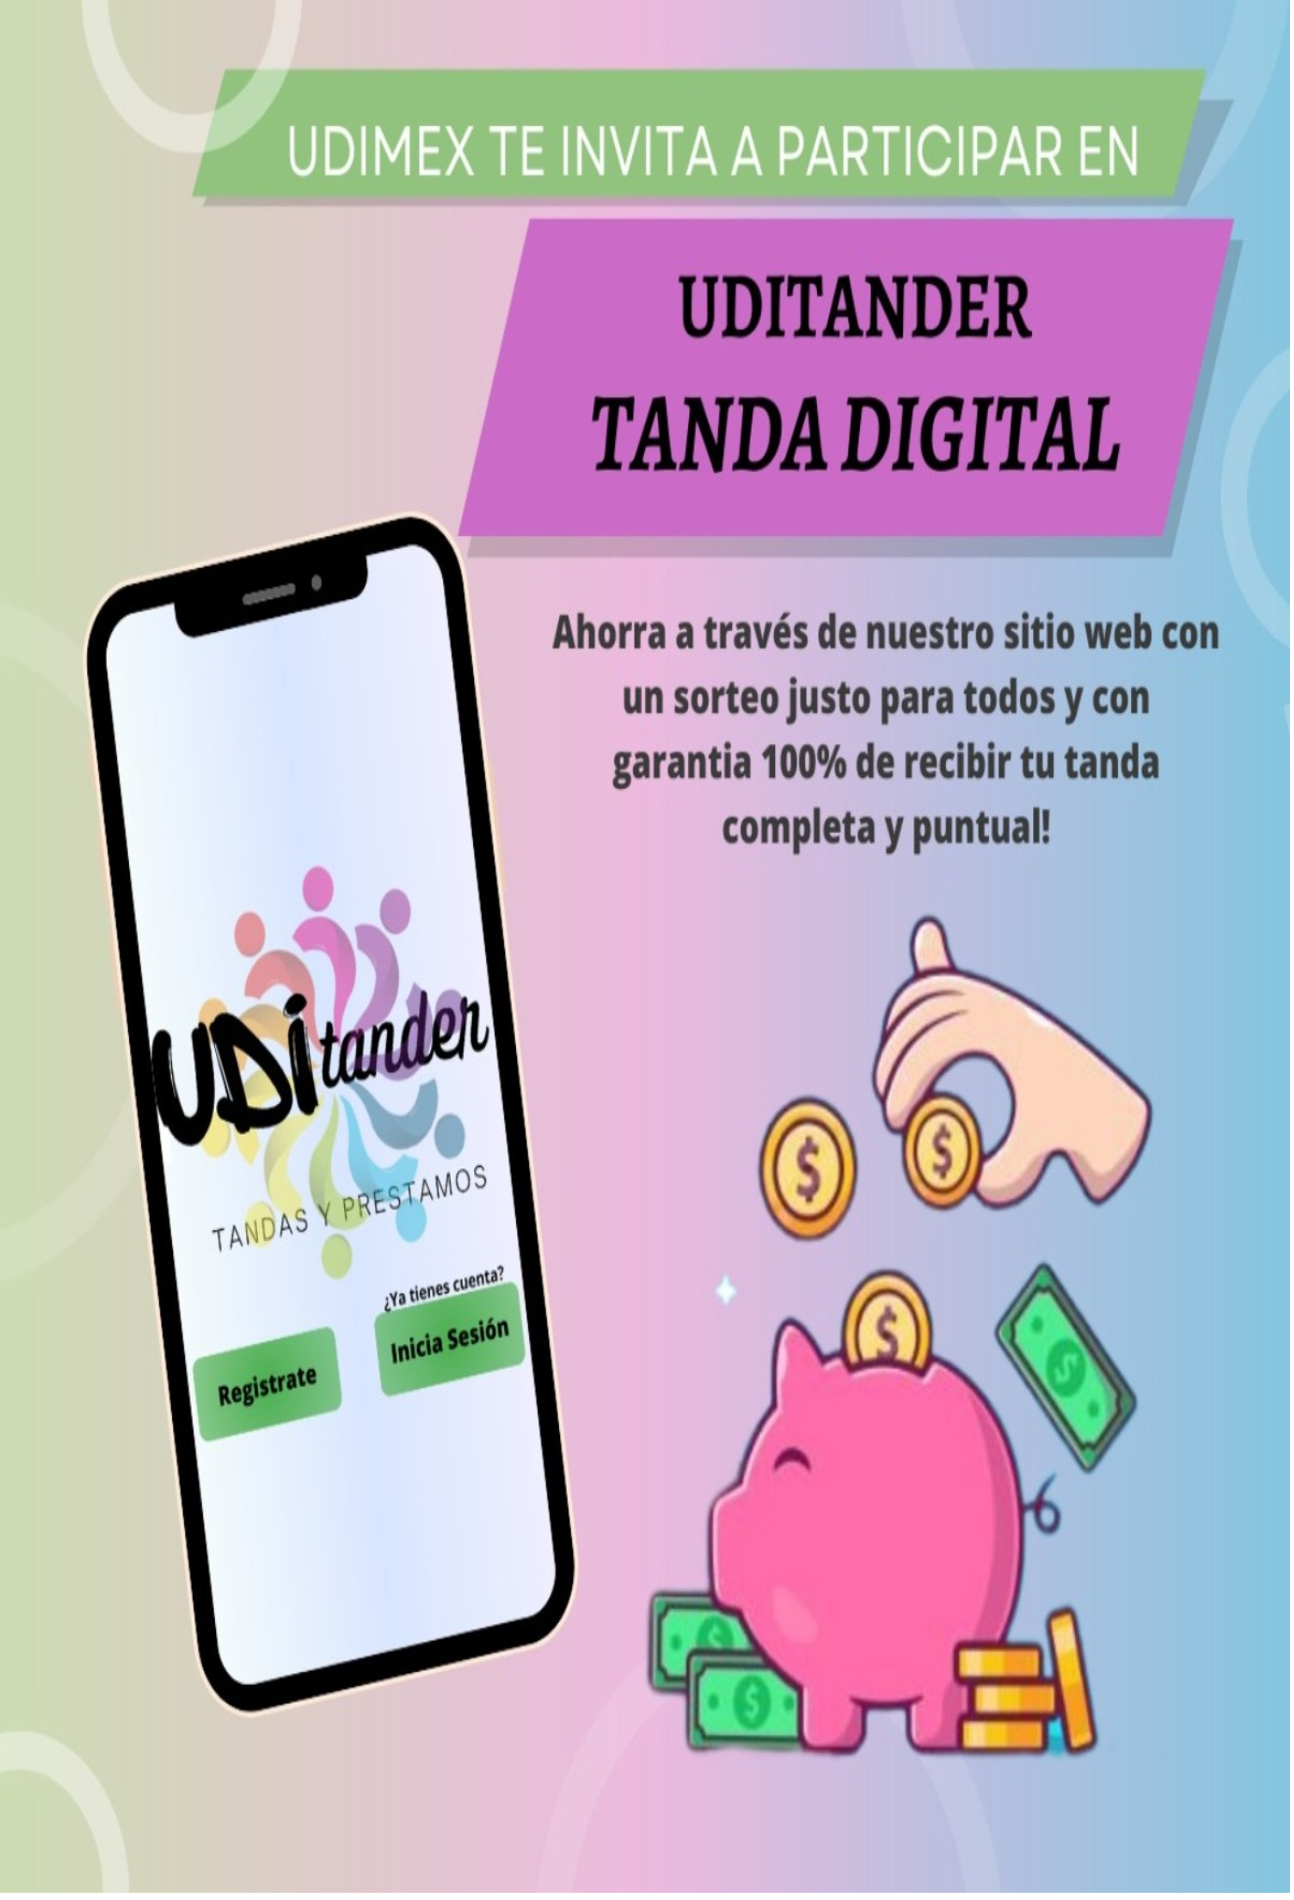 UDIMEX TE INVITA A PARTICIPAR EN
UDITANDER
TANDA DIGITAL
Ahorra a través de nuestro sitio web con
un sorteo justo para todos y con
garantia 100% de recibir tu tanda
completa y puntual!
UDitander
TANDAS Y PRESTAMOS
¿Ya tienes cuenta?
Inicia Sesión
Registrate
$
$
$
$
$
$